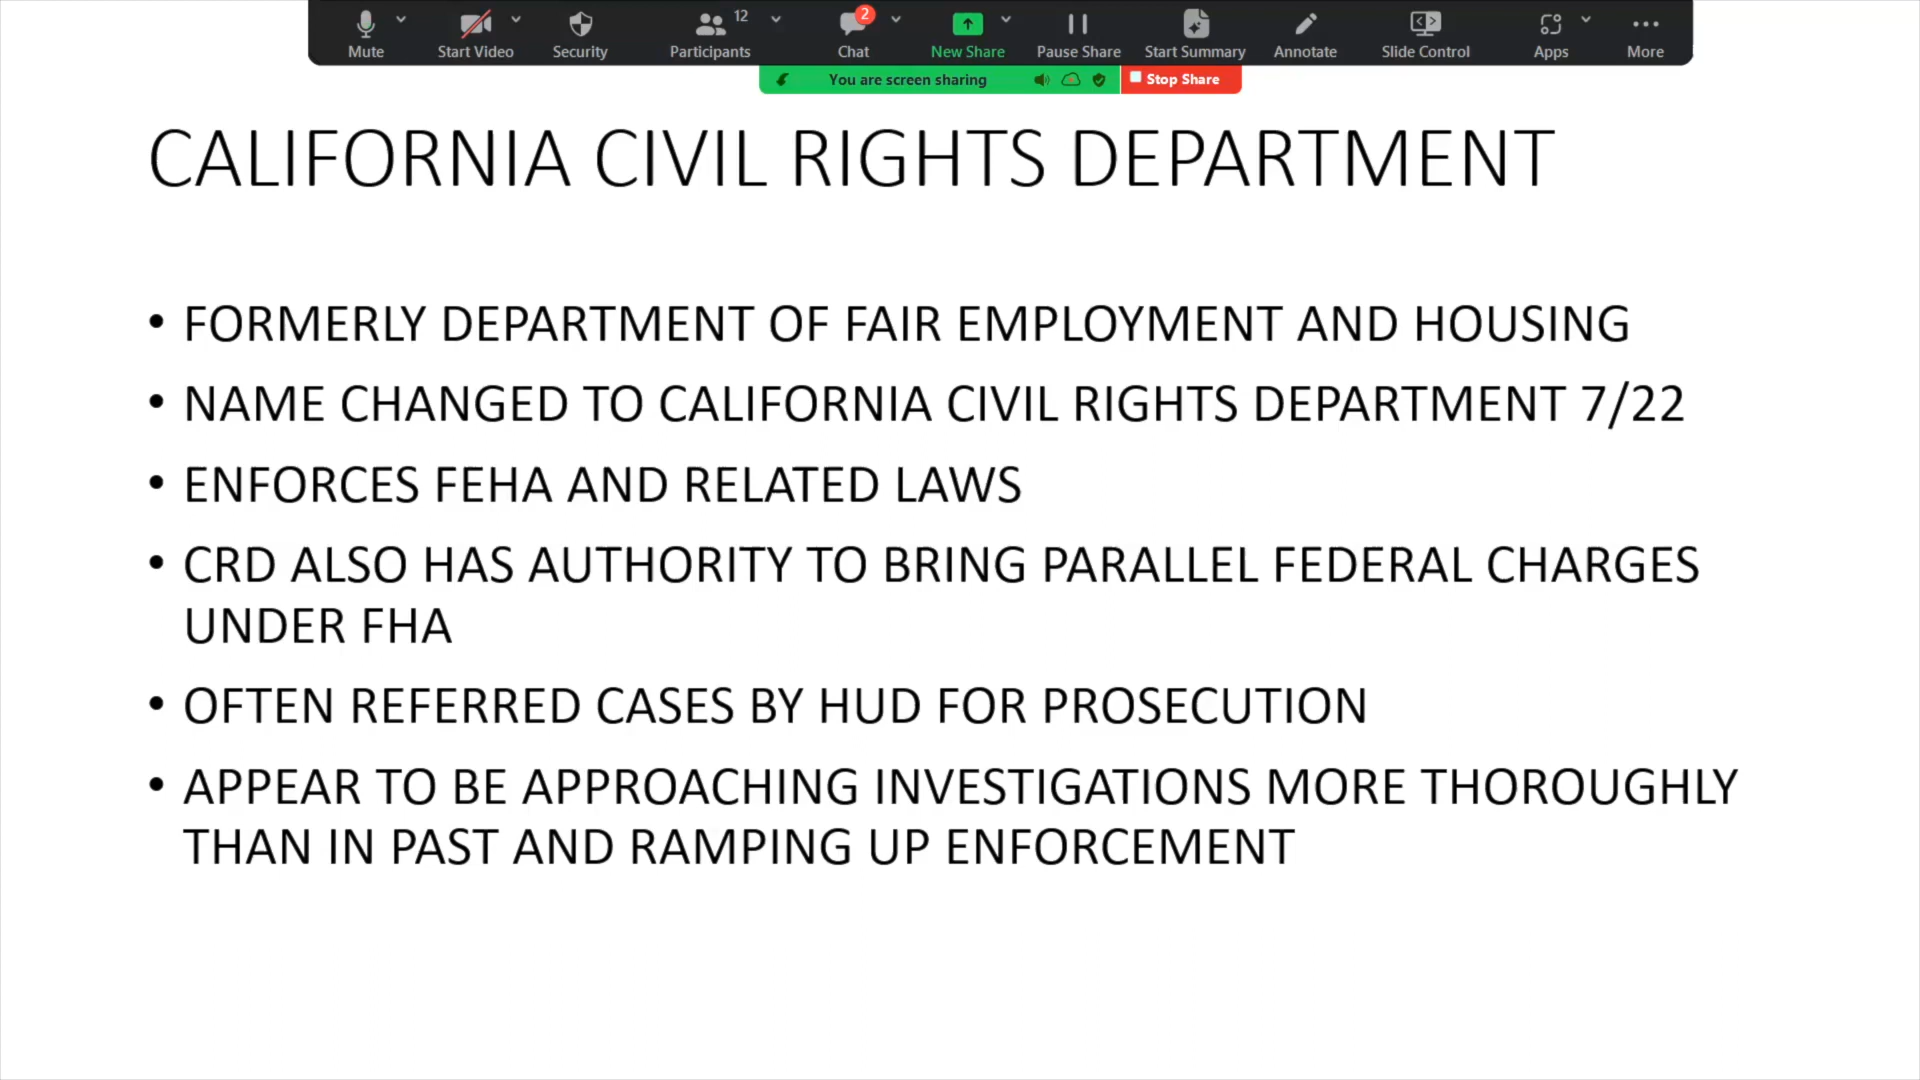 12 2
Mute Start Video Security Participants Chat New Share Pause Share Start Summary Annotate Slide Control Apps More
You are screen sharing Stop Share
CALIFORNIA CIVIL RIGHTS DEPARTMENT
• FORMERLY DEPARTMENT OF FAIR EMPLOYMENT AND HOUSING
• NAME CHANGED TO CALIFORNIA CIVIL RIGHTS DEPARTMENT 7/22
• ENFORCES FEHA AND RELATED LAWS
• CRD ALSO HAS AUTHORITY TO BRING PARALLEL FEDERAL CHARGES
UNDER FHA
• OFTEN REFERRED CASES BY HUD FOR PROSECUTION
• APPEAR TO BE APPROACHING INVESTIGATIONS MORE THOROUGHLY
THAN IN PAST AND RAMPING UP ENFORCEMENT